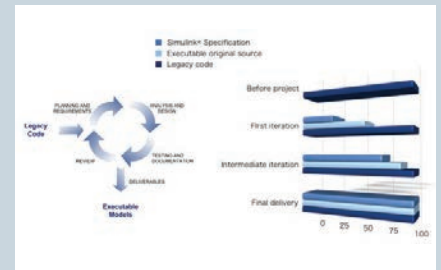 Simulink® Specification
Executable original source
Legacy code
PLANNING AND
REQUIREMENTS
ANALYSIS AND
DESIGN
Legacy
Code
REVIEW
TESTING AND
DOCUMENTATION
DELIVERABLES
Executable
Models
Before project
First iteration
Intermediate iteration
Final delivery
0 25 50 75 100